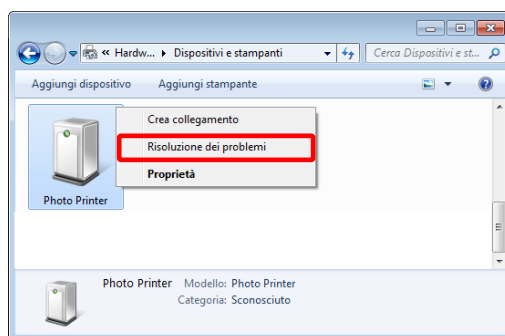 « Hardw... ▸ Dispositivi e stampanti
Cerca Dispositivi e st...
Aggiungi dispositivo Aggiungi stampante
Crea collegamento
Risoluzione dei problemi
Proprietà
Photo Printer
Photo Printer Modello: Photo Printer
Categoria: Sconosciuto